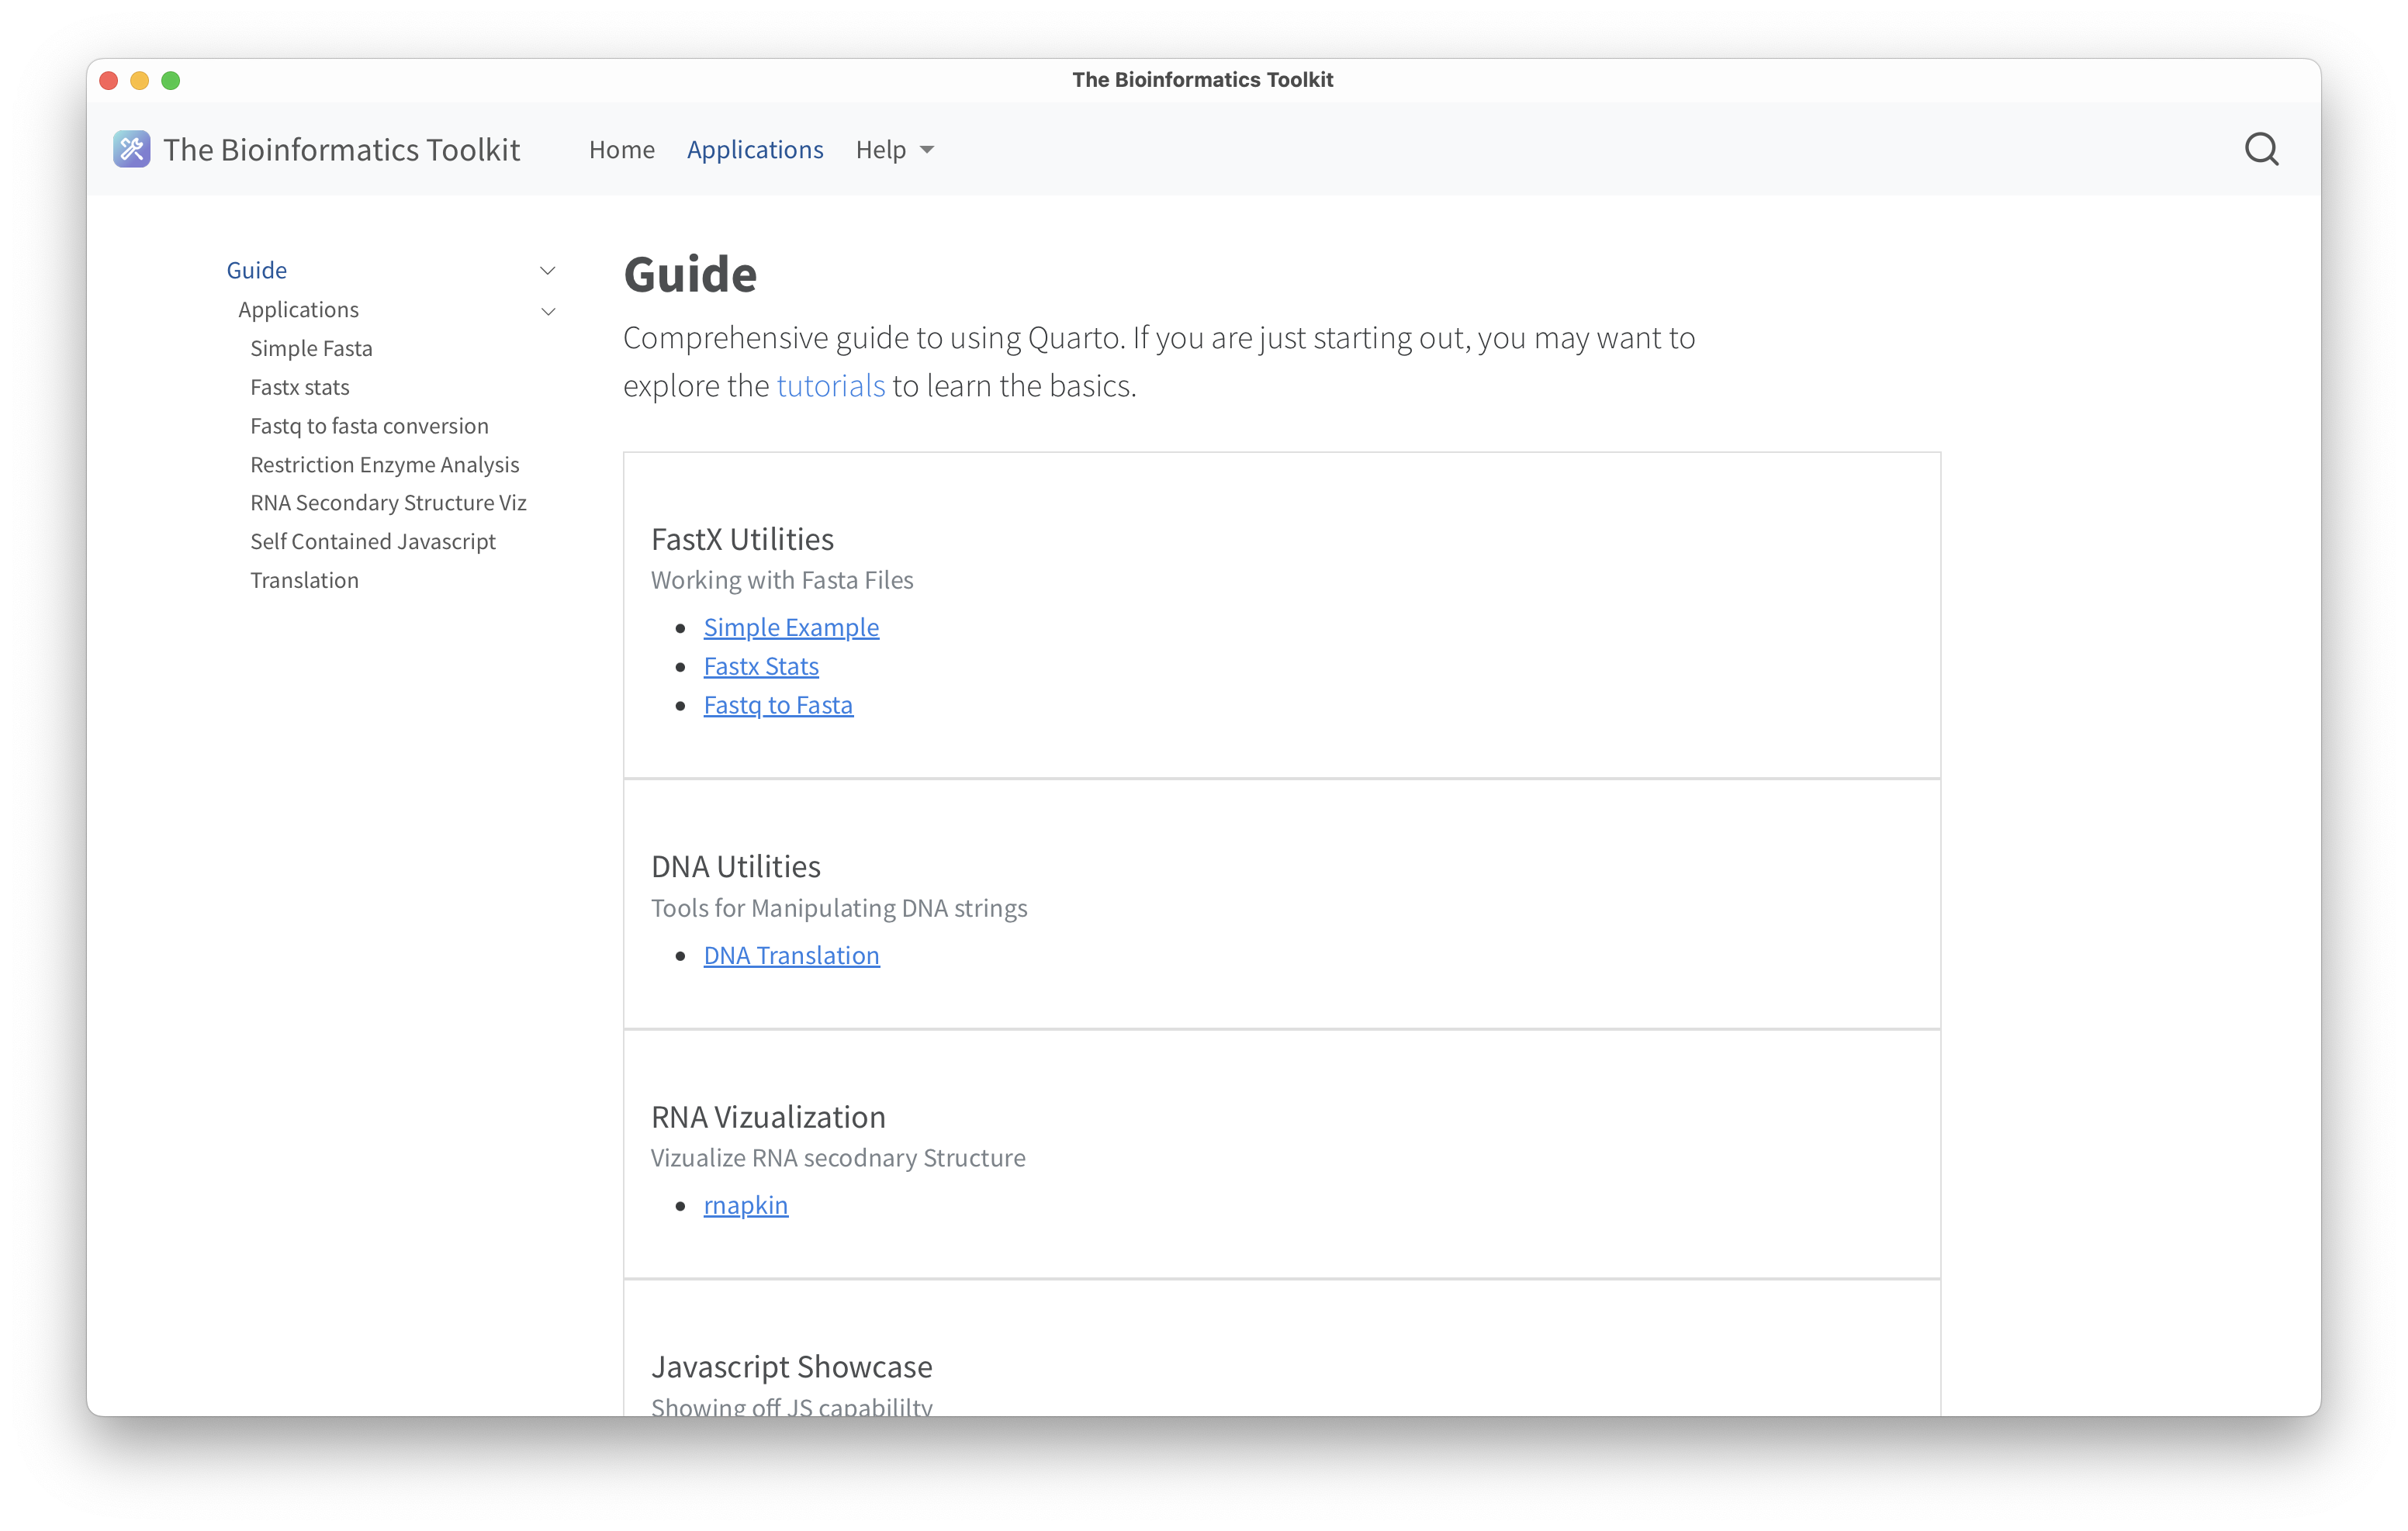 The Bioinformatics Toolkit
The Bioinformatics Toolkit
Home
Applications
Help
Guide
Applications
Simple Fasta
Fastx stats
Fastq to fasta conversion
Restriction Enzyme Analysis
RNA Secondary Structure Viz
Self Contained Javascript
Translation
Guide
Comprehensive guide to using Quarto. If you are just starting out, you may want to
explore the tutorials to learn the basics.
FastX Utilities
Working with Fasta Files
Simple Example
Fastx Stats
Fastq to Fasta
DNA Utilities
Tools for Manipulating DNA strings
DNA Translation
RNA Vizualization
Vizualize RNA secodnary Structure
rnapkin
Javascript Showcase
Showing off JS capabililty